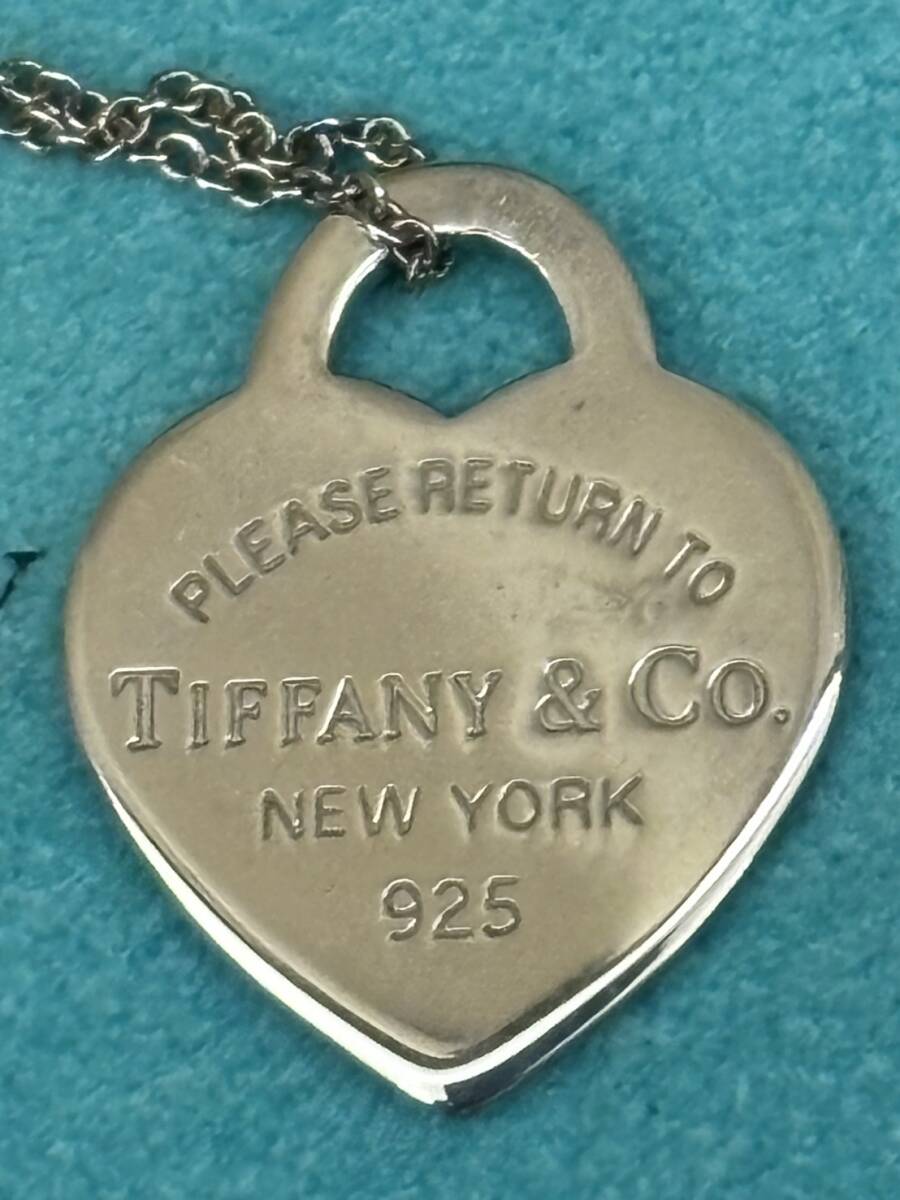 PLEASE RETURN TO
TIFFANY & CO.
NEW YORK
925